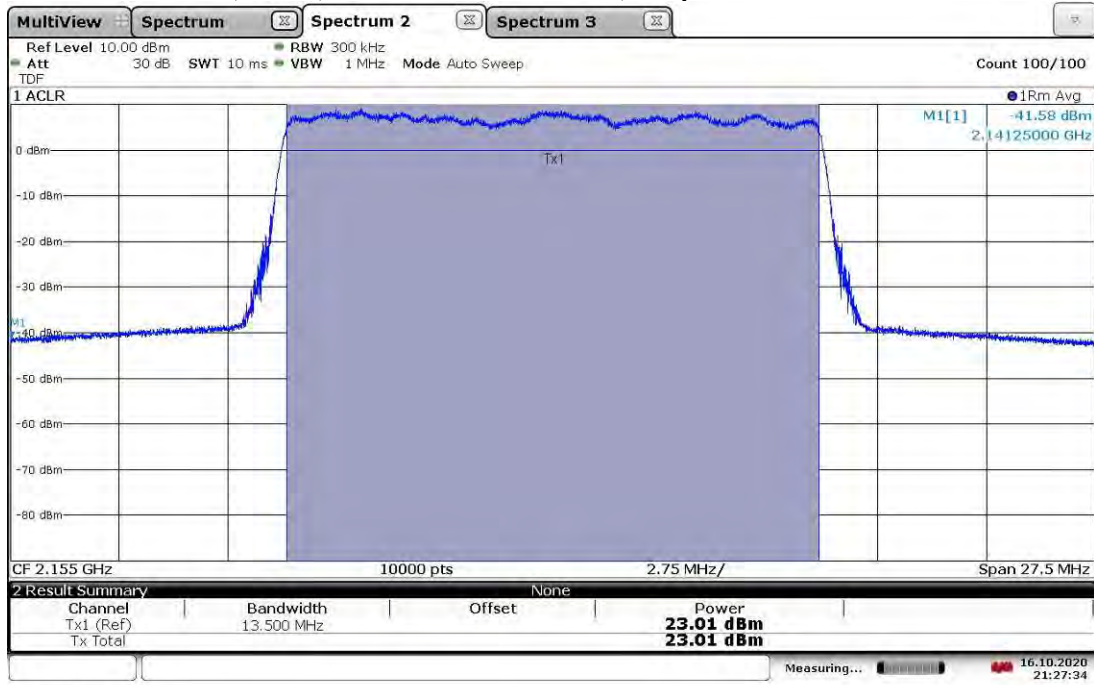 MultiView Spectrum Spectrum 2 Spectrum 3
Ref Level 10.00 dBm RBW 300 kHz
Att 30 dB SWT 10 ms VBW 1 MHz Mode Auto Sweep Count 100/100
TDF
1 ACLR 1Rm Avg
M1[1] -41.58 dBm
2.14125000 GHz
0 dBm
Tx1
-10 dBm
-20 dBm
-30 dBm
M1
-40 dBm
-50 dBm
-60 dBm
-70 dBm
-80 dBm
CF 2.155 GHz 10000 pts 2.75 MHz/ Span 27.5 MHz
2 Result Summary None
Channel Bandwidth Offset Power
Tx1 (Ref) 13.500 MHz 23.01 dBm
Tx Total 23.01 dBm
Measuring... 16.10.2020
21:27:34